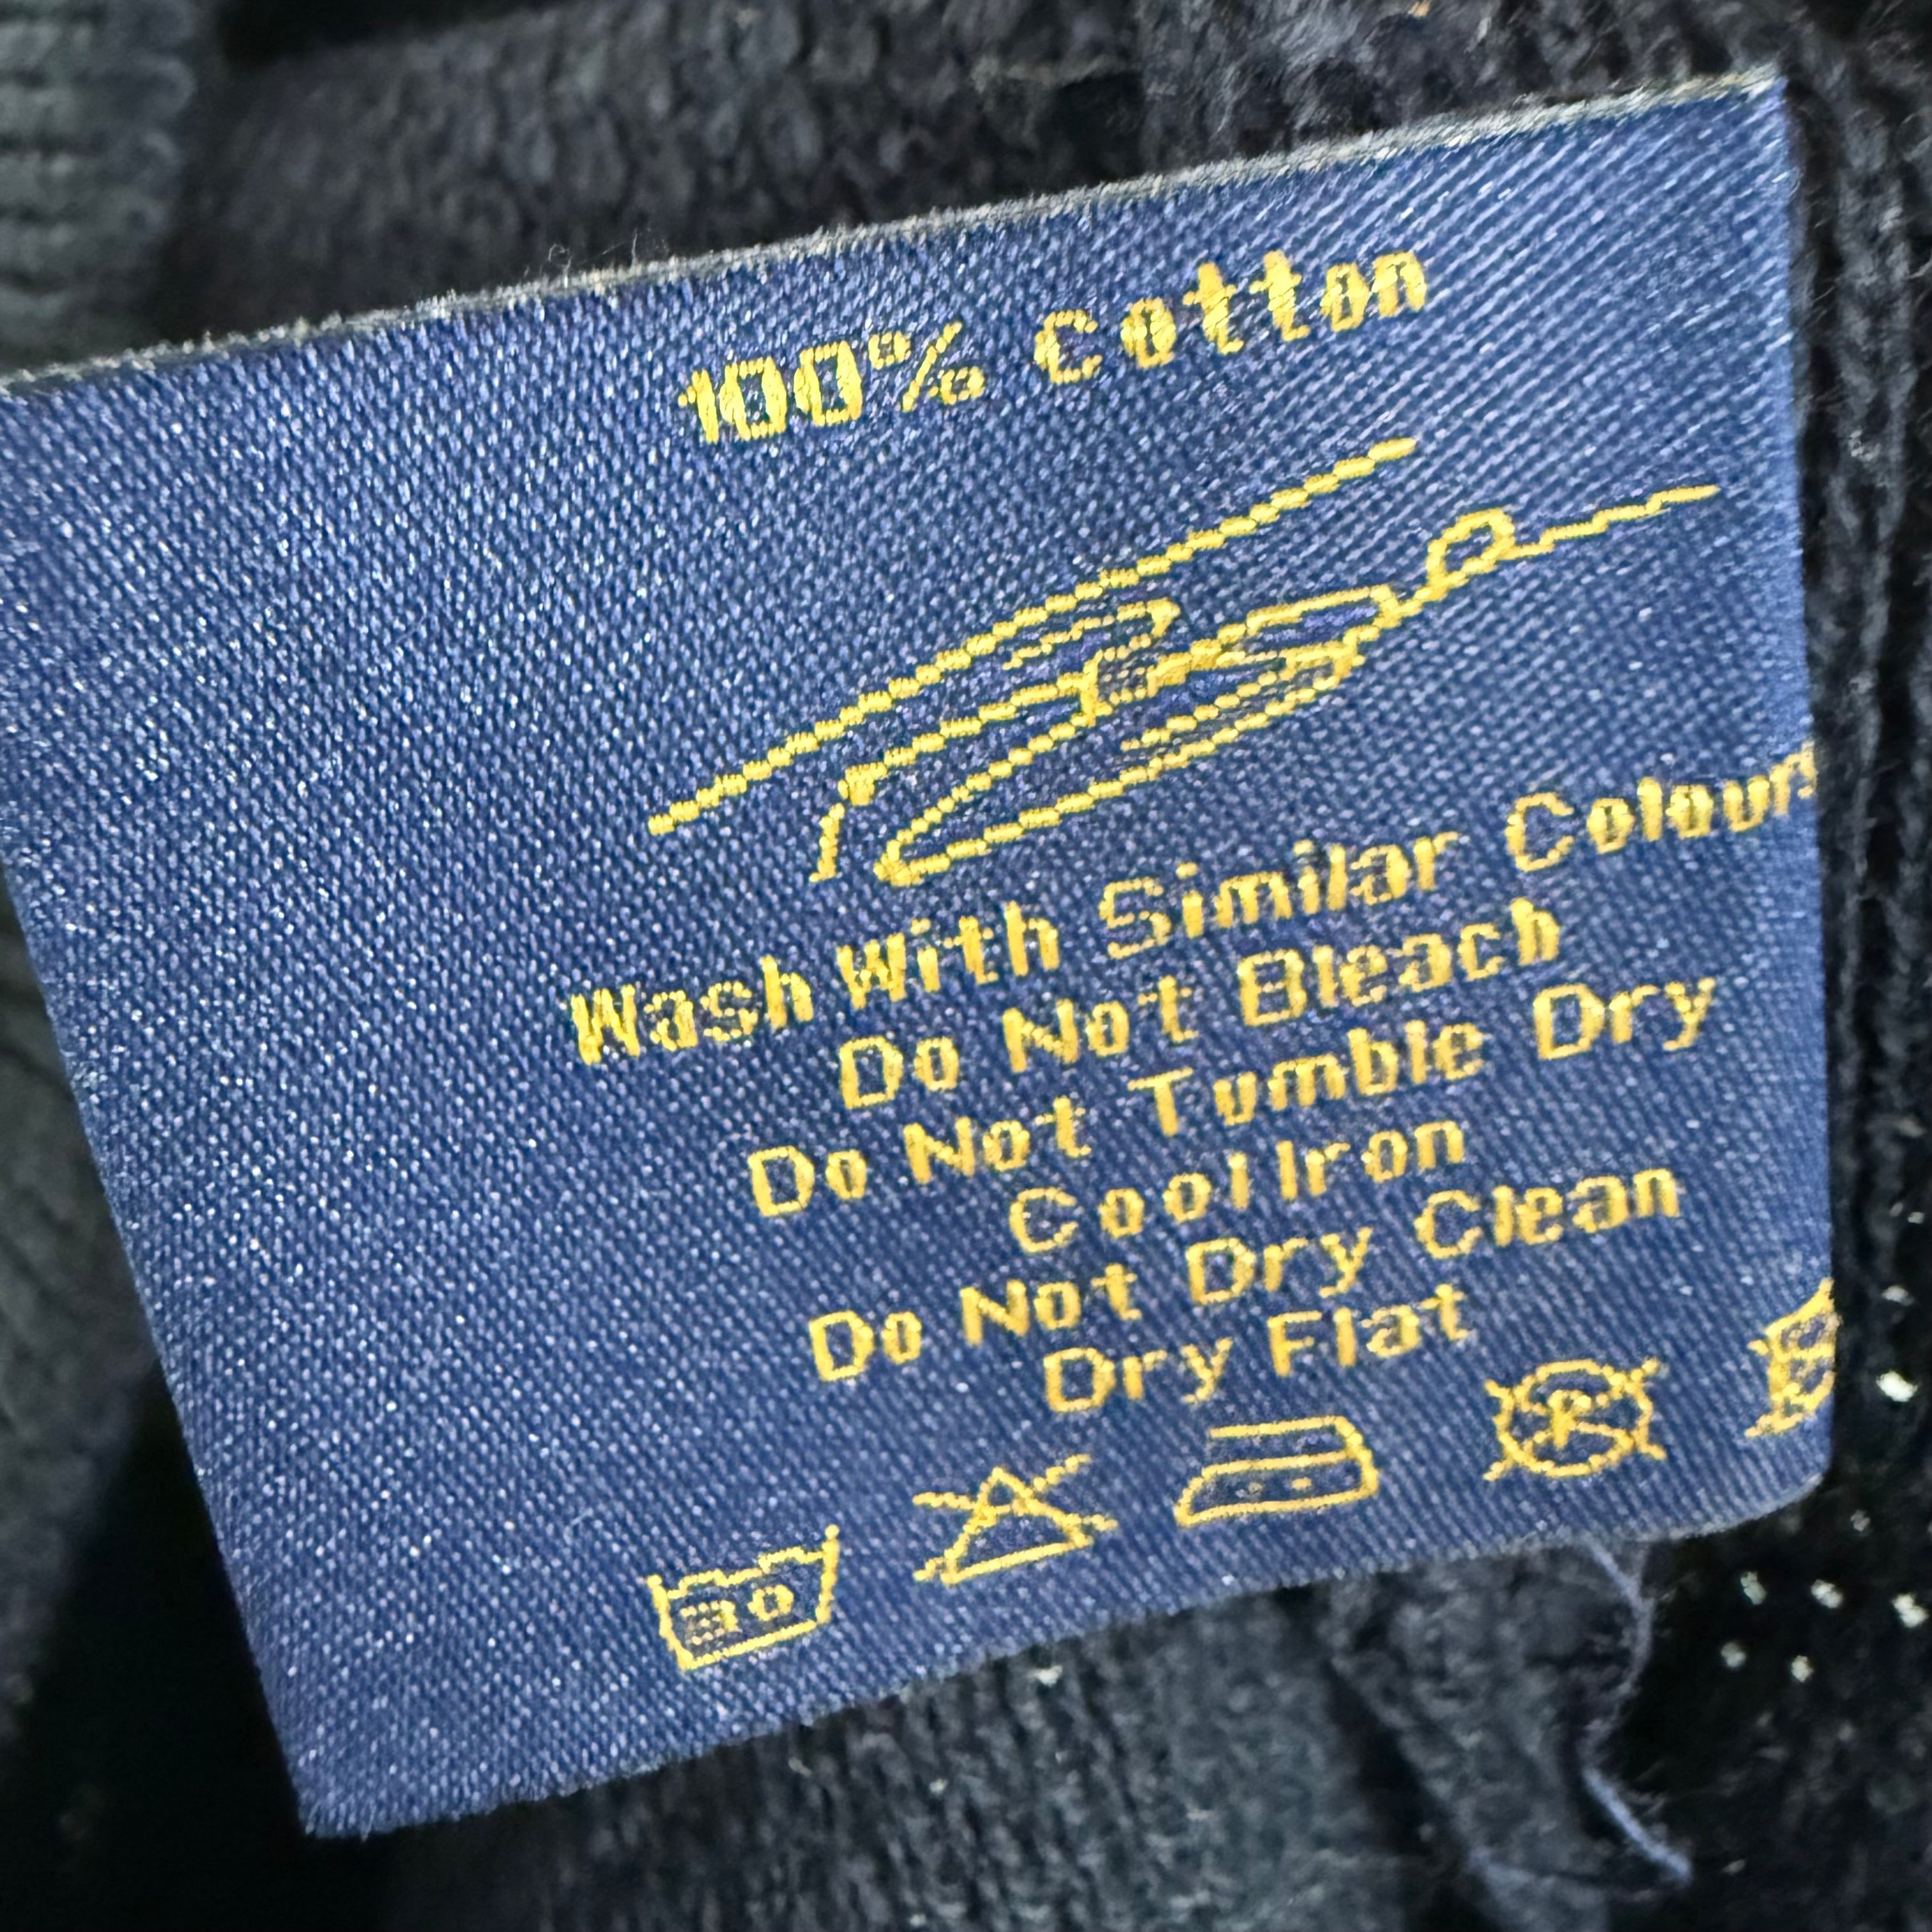 100% Cotton
Wash With Similar Colours
Do Not Bleach
Do Not Tumble Dry
Cool Iron
Do Not Dry Clean
Dry Flat
30
P